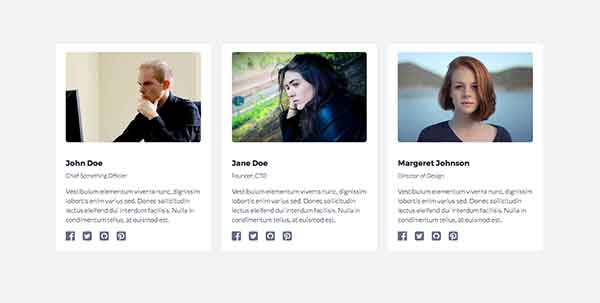 John Doe
Chief Something Officer
Vestibulum elementum viverra nunc, dignissim
lobortis enim varius sed. Donec sollicitudin
lectus eleifend dui interdum facilisis. Nulla in
condimentum tellus, at euismod est.
Jane Doe
Founder, CTO
Vestibulum elementum viverra nunc, dignissim
lobortis enim varius sed. Donec sollicitudin
lectus eleifend dui interdum facilisis. Nulla in
condimentum tellus, at euismod est.
Margeret Johnson
Director of Design
Vestibulum elementum viverra nunc, dignissim
lobortis enim varius sed. Donec sollicitudin
lectus eleifend dui interdum facilisis. Nulla in
condimentum tellus, at euismod est.